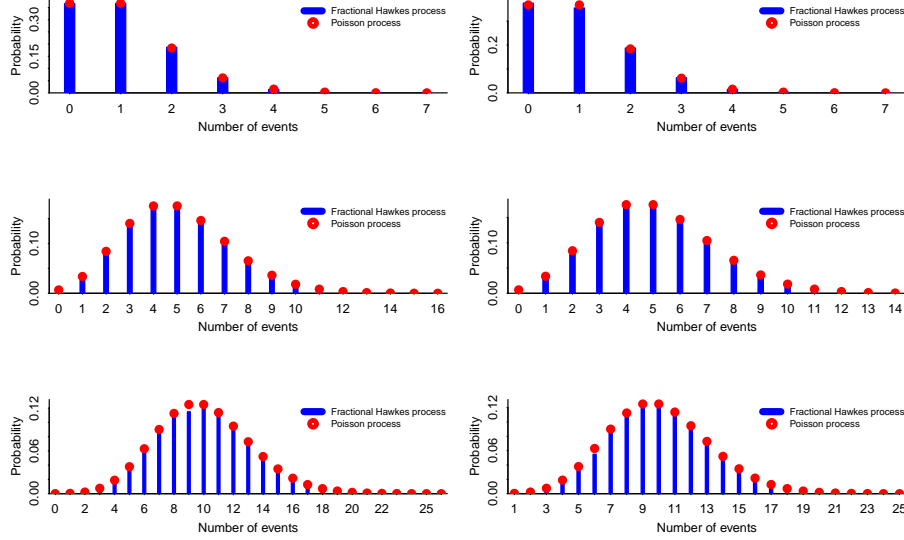 Probability
0.00 0.15 0.30
Fractional Hawkes process
Poisson process
0 1 2 3 4 5 6 7
Number of events
Probability
0.0 0.2
Fractional Hawkes process
Poisson process
0 1 2 3 4 5 6 7
Number of events
Probability
0.00 0.10
Fractional Hawkes process
Poisson process
0 1 2 3 4 5 6 7 8 9 10 12 14 16
Number of events
Probability
0.00 0.10
Fractional Hawkes process
Poisson process
0 1 2 3 4 5 6 7 8 9 10 11 12 13 14
Number of events
Probability
0.00 0.06 0.12
Fractional Hawkes process
Poisson process
0 2 4 6 8 10 12 14 16 18 20 22 25
Number of events
Probability
0.00 0.06 0.12
Fractional Hawkes process
Poisson process
1 3 5 7 9 11 13 15 17 19 21 23 25
Number of events